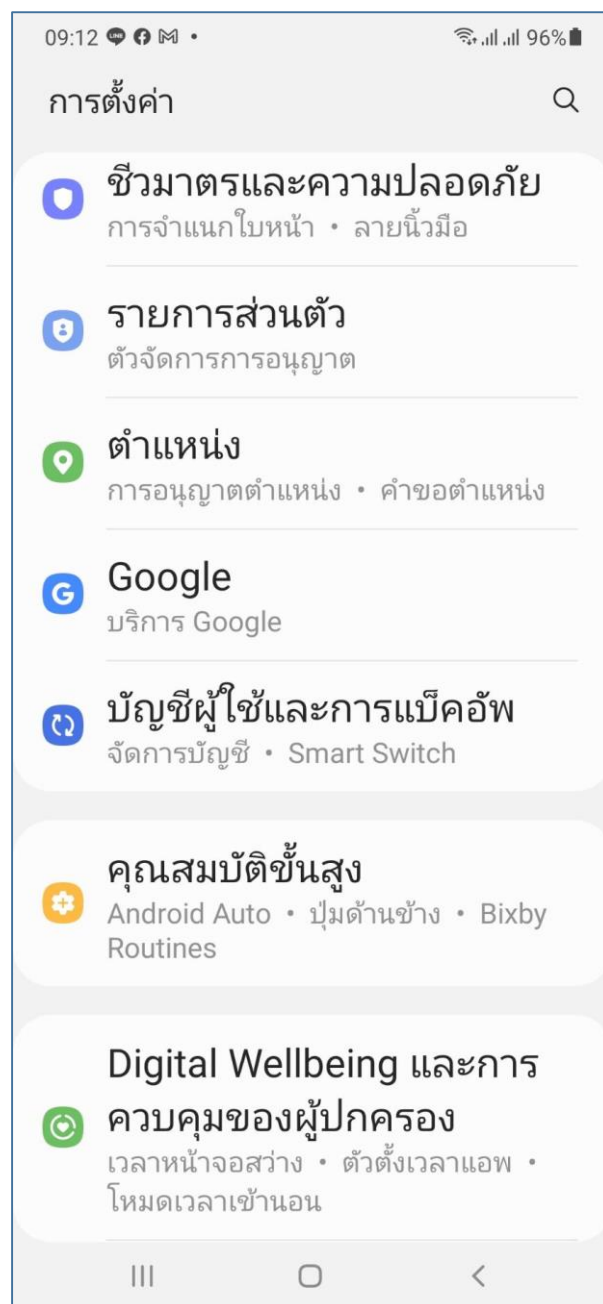 09:12
96%
การตั้งค่า
ชีวมาตรและความปลอดภัย
การจำแนกใบหน้า • ลายนิ้วมือ
รายการส่วนตัว
ตัวจัดการการอนุญาต
ตำแหน่ง
การอนุญาตตำแหน่ง • คำขอตำแหน่ง
Google
บริการ Google
บัญชีผู้ใช้และการแบ็คอัพ
จัดการบัญชี • Smart Switch
คุณสมบัติขั้นสูง
Android Auto • ปุ่มด้านข้าง • Bixby
Routines
Digital Wellbeing และการ
ควบคุมของผู้ปกครอง
เวลาหน้าจอสว่าง • ตัวตั้งเวลาแอพ •
โหมดเวลาเข้านอน